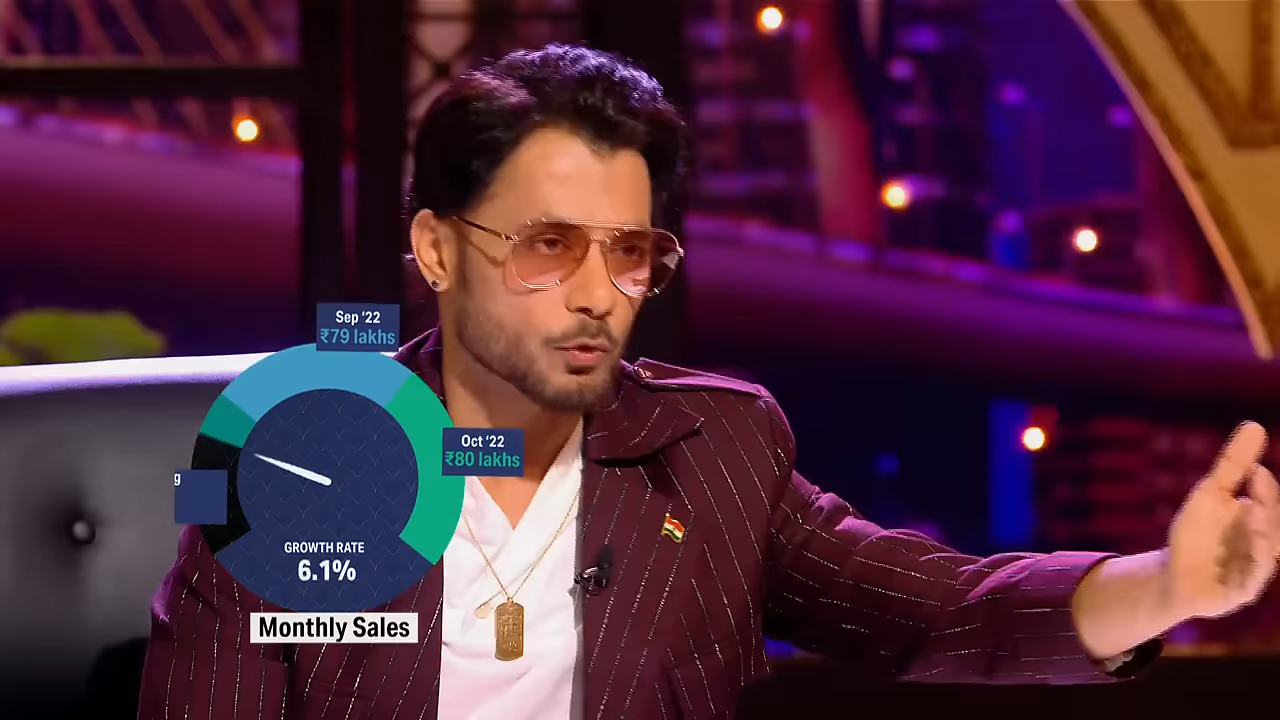 Sep '22
₹79 lakhs
Oct '22
₹80 lakhs
g
GROWTH RATE
6.1%
Monthly Sales